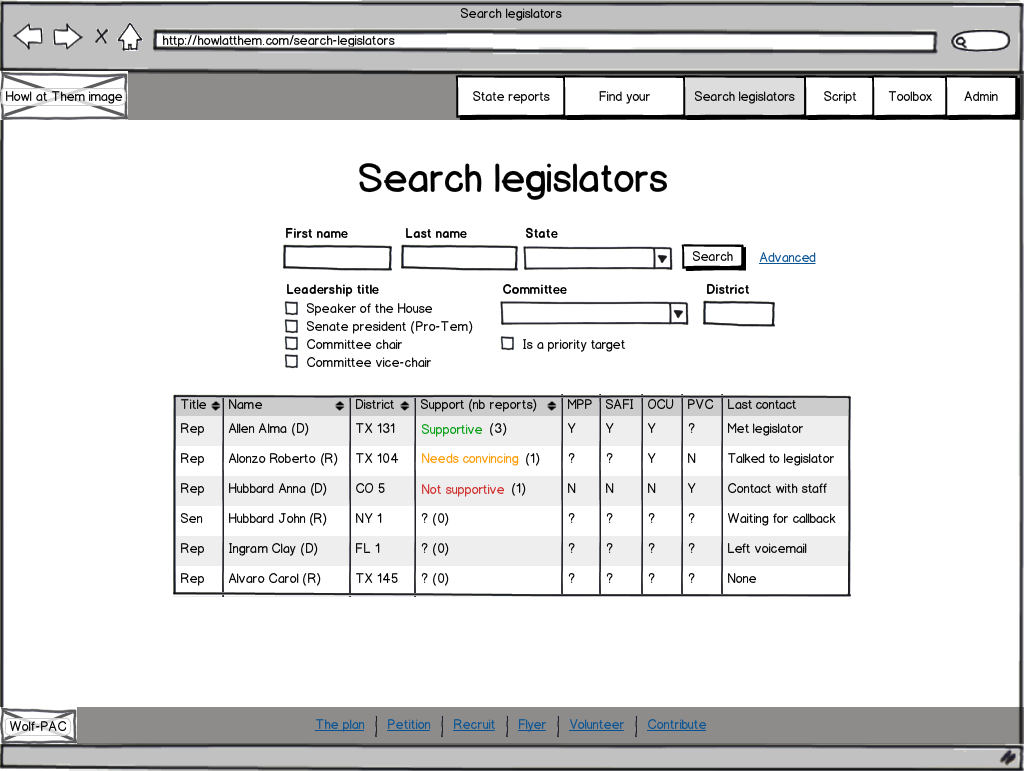 Search legislators
http://howlatthem.com/search-legislators
Howl at Them image
State reports Find your Search legislators Script Toolbox Admin
Search legislators
First name Last name State
Search Advanced
Leadership title Committee District
Speaker of the House
Senate president (Pro-Tem)
Committee chair Is a priority target
Committee vice-chair
Title Name District Support (nb reports) MPP SAFI OCU PVC Last contact
Rep Allen Alma (D) TX 131 Supportive (3) Y Y Y ? Met legislator
Rep Alonzo Roberto (R) TX 104 Needs convincing (1) ? ? Y N Talked to legislator
Rep Hubbard Anna (D) CO 5 Not supportive (1) N N N Y Contact with staff
Sen Hubbard John (R) NY 1 ? (0) ? ? ? ? Waiting for callback
Rep Ingram Clay (D) FL 1 ? (0) ? ? ? ? Left voicemail
Rep Alvaro Carol (R) TX 145 ? (0) ? ? ? ? None
Wolf-PAC
The plan Petition Recruit Flyer Volunteer Contribute